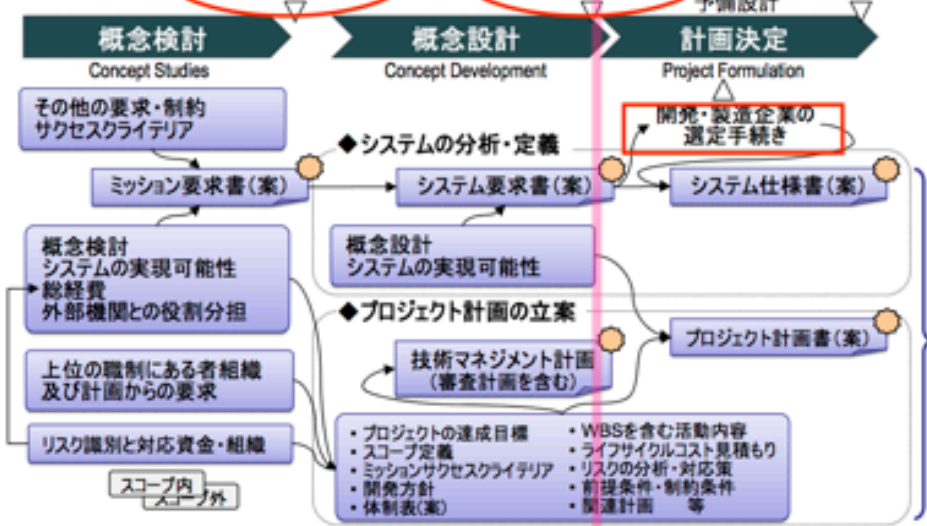 予備設計
概念検討
Concept Studies
概念設計
Concept Development
計画決定
Project Formulation
その他の要求・制約
サクセスクライテリア
開発・製造企業の
選定手続き
◆システムの分析・定義
ミッション要求書(案)
システム要求書(案)
システム仕様書(案)
概念検討
システムの実現可能性
総経費
外部機関との役割分担
概念設計
システムの実現可能性
◆プロジェクト計画の立案
プロジェクト計画書(案)
技術マネジメント計画
(審査計画を含む)
上位の職制にある者組織
及び計画からの要求
リスク識別と対応資金・組織
・プロジェクトの達成目標
・スコープ定義
・ミッションサクセスクライテリア
・開発方針
・体制表(案)
・WBSを含む活動内容
・ライフサイクルコスト見積もり
・リスクの分析・対応策
・前提条件・制約条件
・関連計画 等
スコープ内
スコープ外